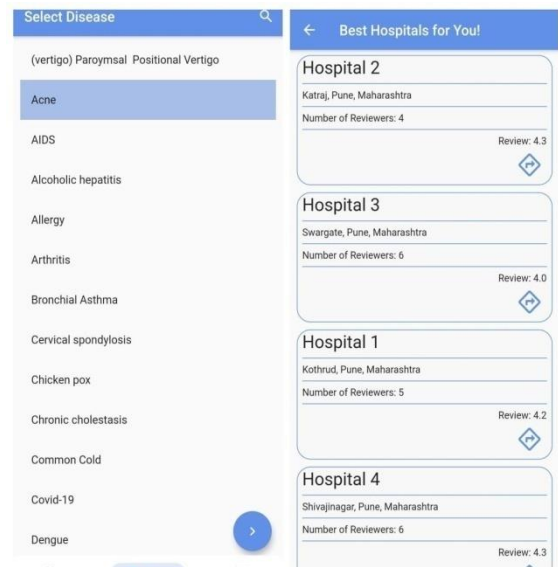 Select Disease
(vertigo) Paroymsal Positional Vertigo
Acne
AIDS
Alcoholic hepatitis
Allergy
Arthritis
Bronchial Asthma
Cervical spondylosis
Chicken pox
Chronic cholestasis
Common Cold
Covid-19
Dengue
Best Hospitals for You!
Hospital 2
Katraj, Pune, Maharashtra
Number of Reviewers: 4
Review: 4.3
Hospital 3
Swargate, Pune, Maharashtra
Number of Reviewers: 6
Review: 4.0
Hospital 1
Kothrud, Pune, Maharashtra
Number of Reviewers: 5
Review: 4.2
Hospital 4
Shivajinagar, Pune, Maharashtra
Number of Reviewers: 6
Review: 4.3